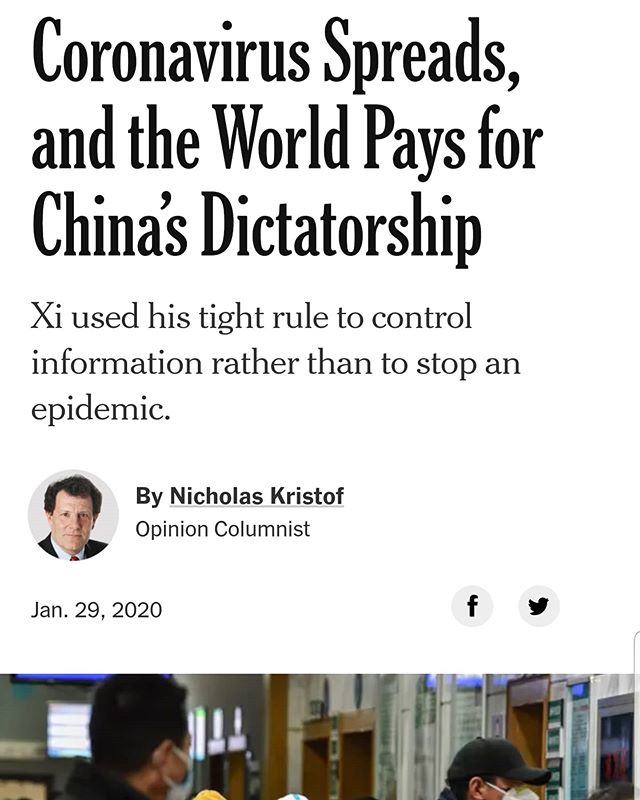 Coronavirus Spreads,
and the World Pays for
China's Dictatorship
Xi used his tight rule to control
information rather than to stop an
epidemic.
By Nicholas Kristof
Opinion Columnist
Jan. 29, 2020